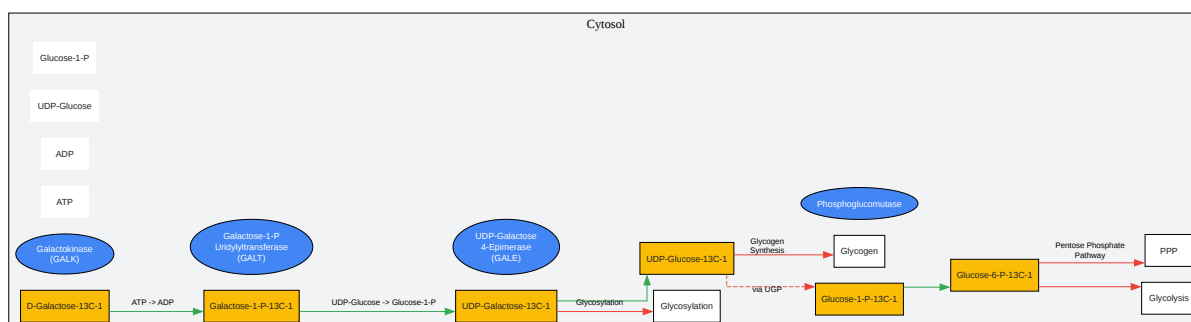 Cytosol
Glucose-1-P
UDP-Glucose
ADP
ATP
Galactokinase
(GALK)
Galactose-1-P
Uridylyltransferase
(GALT)
UDP-Galactose
4-Epimerase
(GALE)
Phosphoglucomutase
D-Galactose-13C-1
ATP -> ADP
Galactose-1-P-13C-1
UDP-Glucose -> Glucose-1-P
UDP-Galactose-13C-1
Glycosylation
Glycosylation
UDP-Glucose-13C-1
Glycogen
Synthesis
Glycogen
via UGP
Glucose-1-P-13C-1
Glucose-6-P-13C-1
Pentose Phosphate
Pathway
PPP
Glycolysis